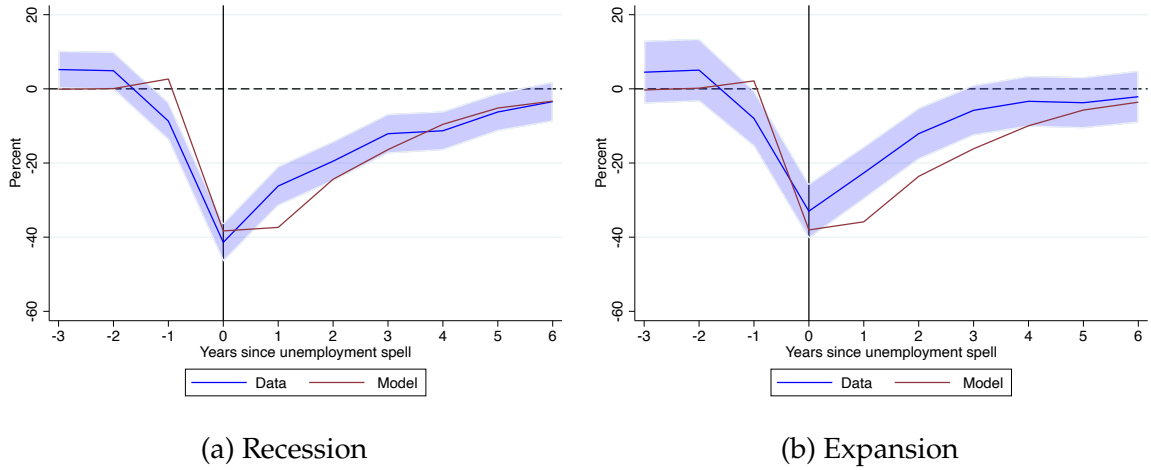 20
0
-20
-40
-60
Percent
-3 -2 -1 0 1 2 3 4 5 6
Years since unemployment spell
Data Model
(a) Recession
20
0
-20
-40
-60
Percent
-3 -2 -1 0 1 2 3 4 5 6
Years since unemployment spell
Data Model
(b) Expansion